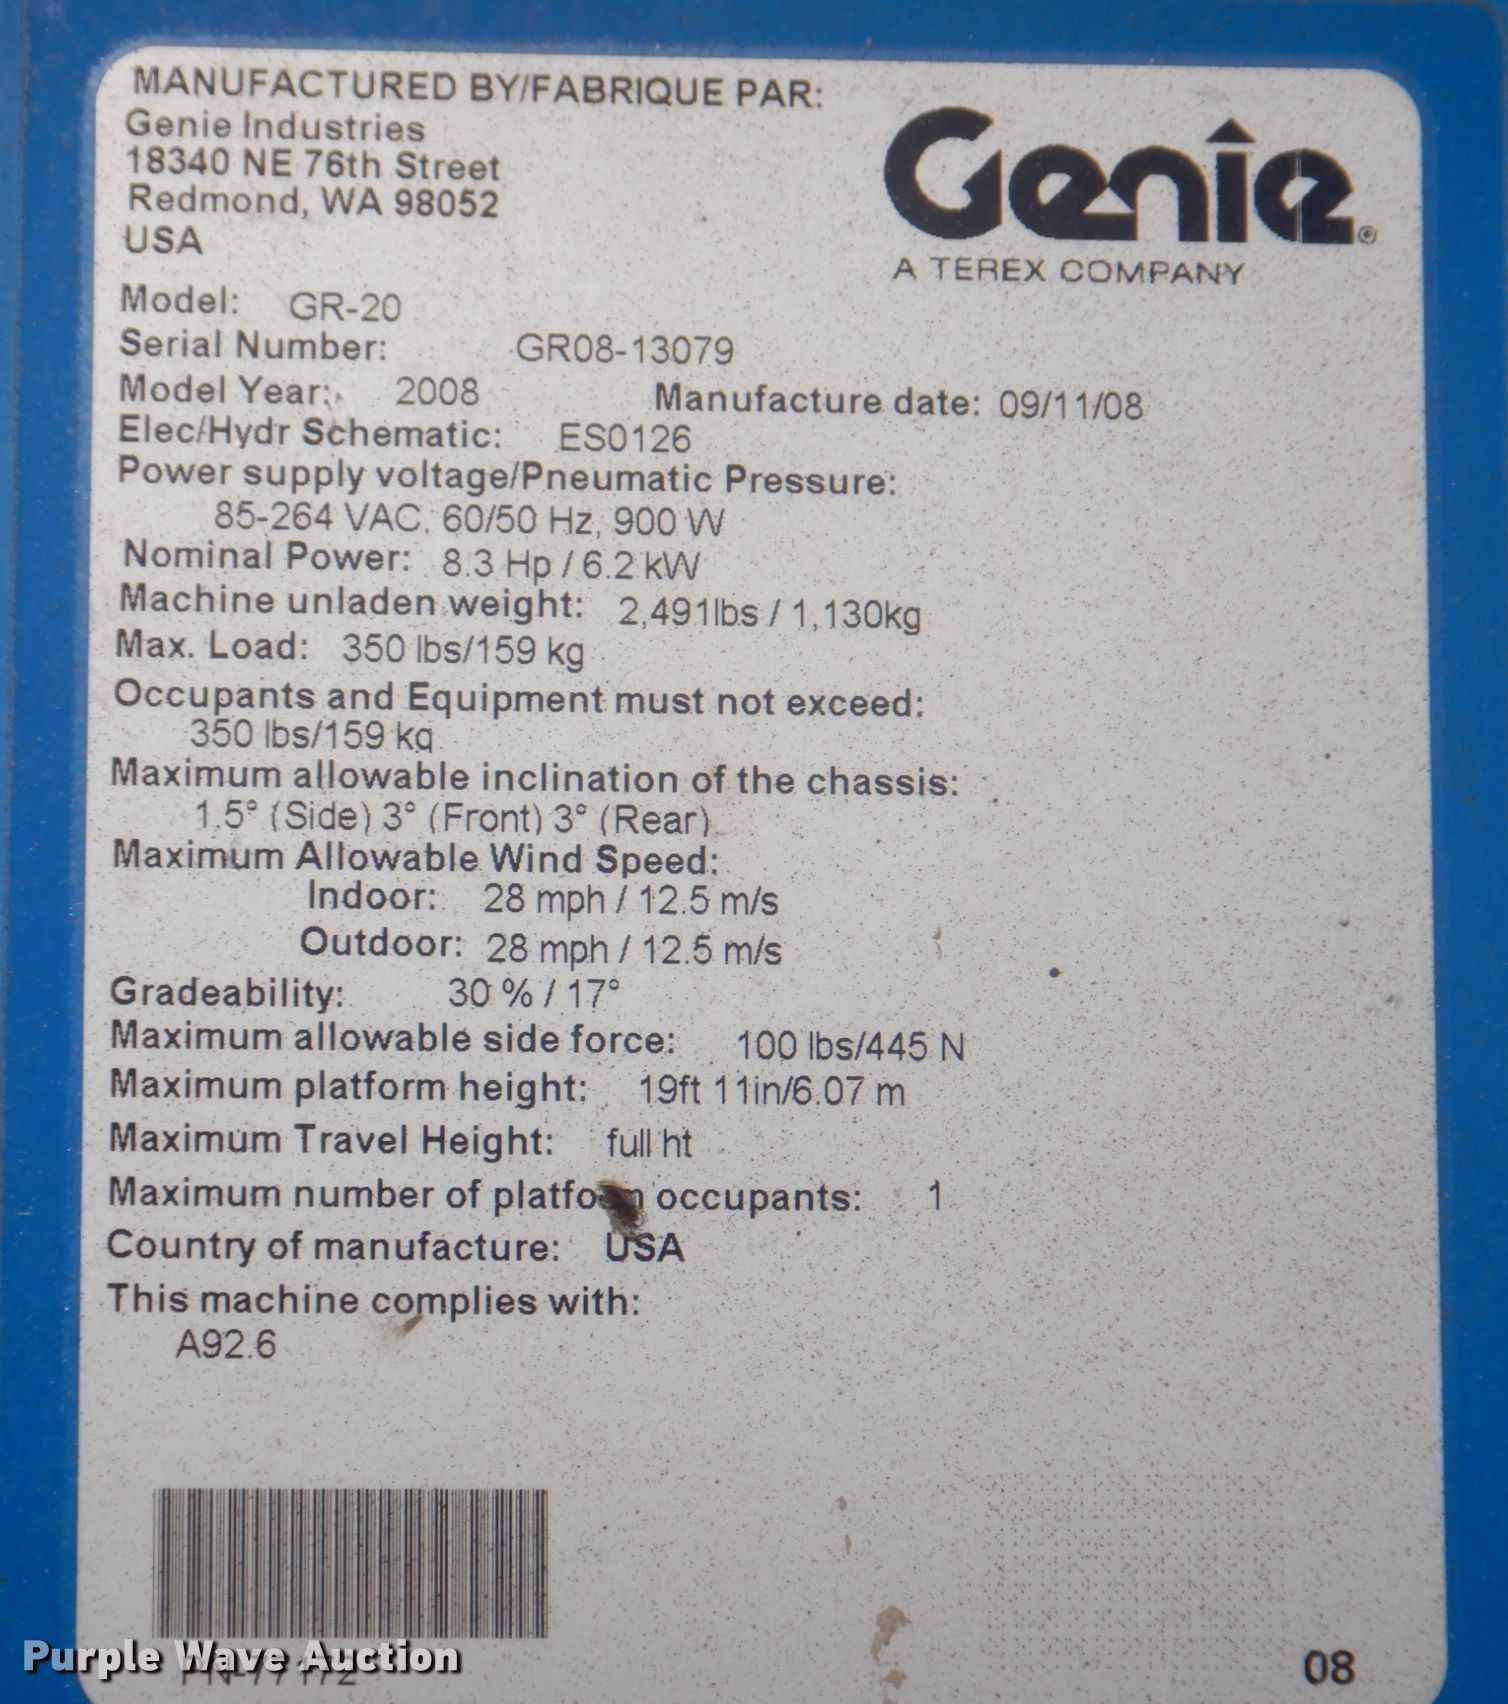 MANUFACTURED BY/FABRIQUE PAR:
Genie Industries
18340 NE 76th Street
Redmond, WA 98052
USA
Genie®
A TEREX COMPANY
Model: GR-20
Serial Number: GR08-13079
Model Year: 2008 Manufacture date: 09/11/08
Elec/Hydr Schematic: ES0126
Power supply voltage/Pneumatic Pressure:
85-264 VAC, 60/50 Hz, 900 W
Nominal Power: 8.3 Hp / 6.2 kW
Machine unladen weight: 2,491lbs / 1,130kg
Max. Load: 350 lbs/159 kg
Occupants and Equipment must not exceed:
350 lbs/159 kg
Maximum allowable inclination of the chassis:
1.5° (Side) 3° (Front) 3° (Rear)
Maximum Allowable Wind Speed:
Indoor: 28 mph / 12.5 m/s
Outdoor: 28 mph / 12.5 m/s
Gradeability: 30 % / 17°
Maximum allowable side force: 100 lbs/445 N
Maximum platform height: 19ft 11in/6.07 m
Maximum Travel Height: full ht
Maximum number of platform occupants: 1
Country of manufacture: USA
This machine complies with:
A92.6
Purple Wave Auction
08